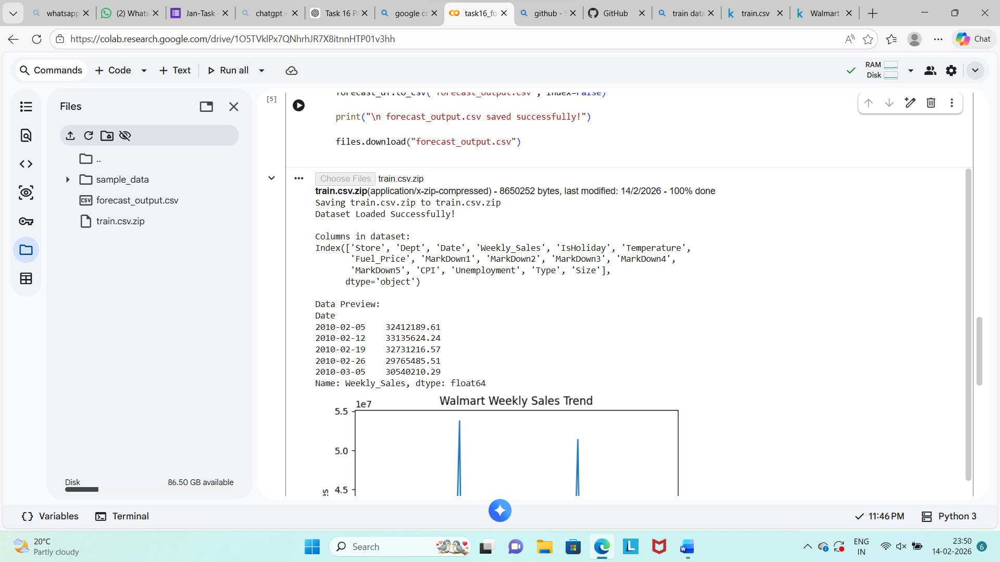 whatsapp
(2) Whats
Jan-Task -
chatgpt -
Task 16 P
google co
task16_fo
github - S
GitHub
train data
train.csv
Walmart S
https://colab.research.google.com/drive/1O5TVklPx7QNhrhJR7X8itnnHTP01v3hh
Chat
Commands
Code
Text
Run all
RAM
Disk
Files
..
sample_data
forecast_output.csv
train.csv.zip
Disk
86.50 GB available
[5]
forecast_df.to_csv("forecast_output.csv", index=False)
print("\n forecast_output.csv saved successfully!")
files.download("forecast_output.csv")
Choose Files train.csv.zip
train.csv.zip(application/x-zip-compressed) - 8650252 bytes, last modified: 14/2/2026 - 100% done
Saving train.csv.zip to train.csv.zip
Dataset Loaded Successfully!
Columns in dataset:
Index(['Store', 'Dept', 'Date', 'Weekly_Sales', 'IsHoliday', 'Temperature',
'Fuel_Price', 'MarkDown1', 'MarkDown2', 'MarkDown3', 'MarkDown4',
'MarkDown5', 'CPI', 'Unemployment', 'Type', 'Size'],
dtype='object')
Data Preview:
Date
2010-02-05 32412189.61
2010-02-12 33135624.24
2010-02-19 32731216.57
2010-02-26 29765485.51
2010-03-05 30540210.29
Name: Weekly_Sales, dtype: float64
Walmart Weekly Sales Trend
1e7
5.5
5.0
4.5
Variables
Terminal
11:46 PM
Python 3
20°C
Partly cloudy
Search
ENG
IN
23:50
14-02-2026
6